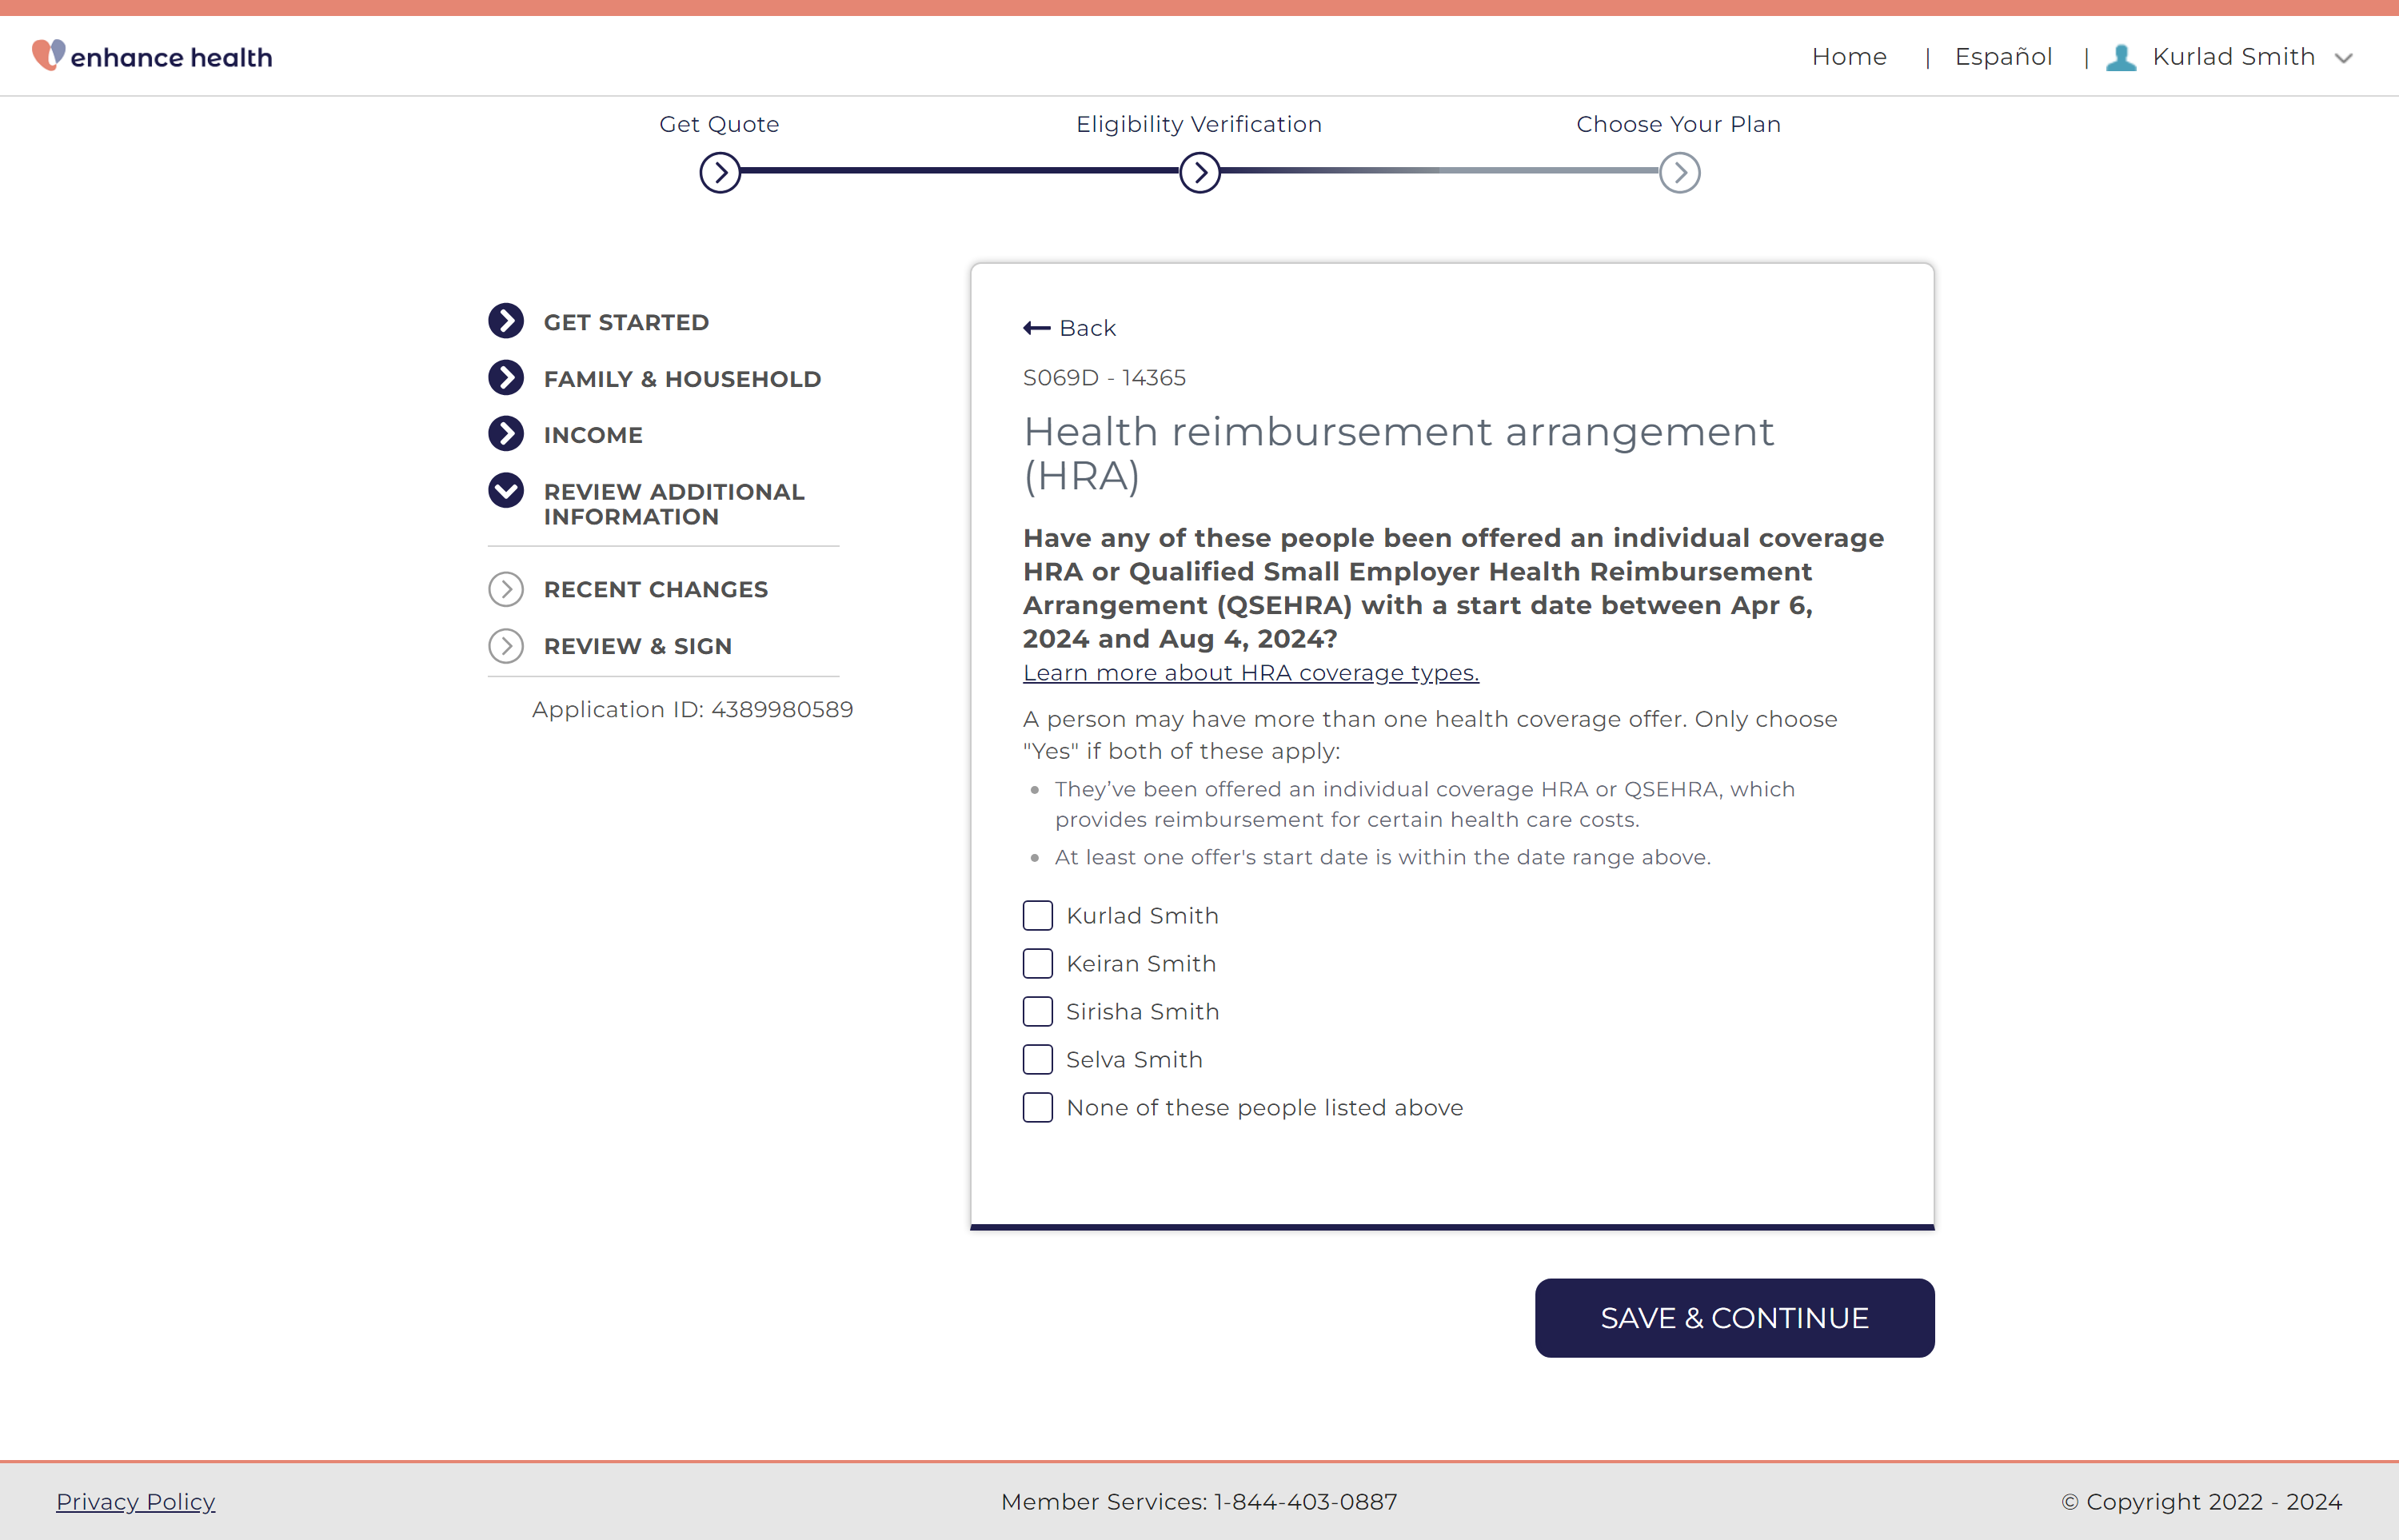 enhance health
Home | Español | Kurlad Smith
Get Quote
Eligibility Verification
Choose Your Plan
GET STARTED
FAMILY & HOUSEHOLD
INCOME
REVIEW ADDITIONAL
INFORMATION
RECENT CHANGES
REVIEW & SIGN
Application ID: 4389980589
Back
S069D - 14365
Health reimbursement arrangement
(HRA)
Have any of these people been offered an individual coverage
HRA or Qualified Small Employer Health Reimbursement
Arrangement (QSEHRA) with a start date between Apr 6,
2024 and Aug 4, 2024?
Learn more about HRA coverage types.
A person may have more than one health coverage offer. Only choose
"Yes" if both of these apply:
• They’ve been offered an individual coverage HRA or QSEHRA, which
provides reimbursement for certain health care costs.
• At least one offer's start date is within the date range above.
Kurlad Smith
Keiran Smith
Sirisha Smith
Selva Smith
None of these people listed above
SAVE & CONTINUE
Privacy Policy
Member Services: 1-844-403-0887
© Copyright 2022 - 2024